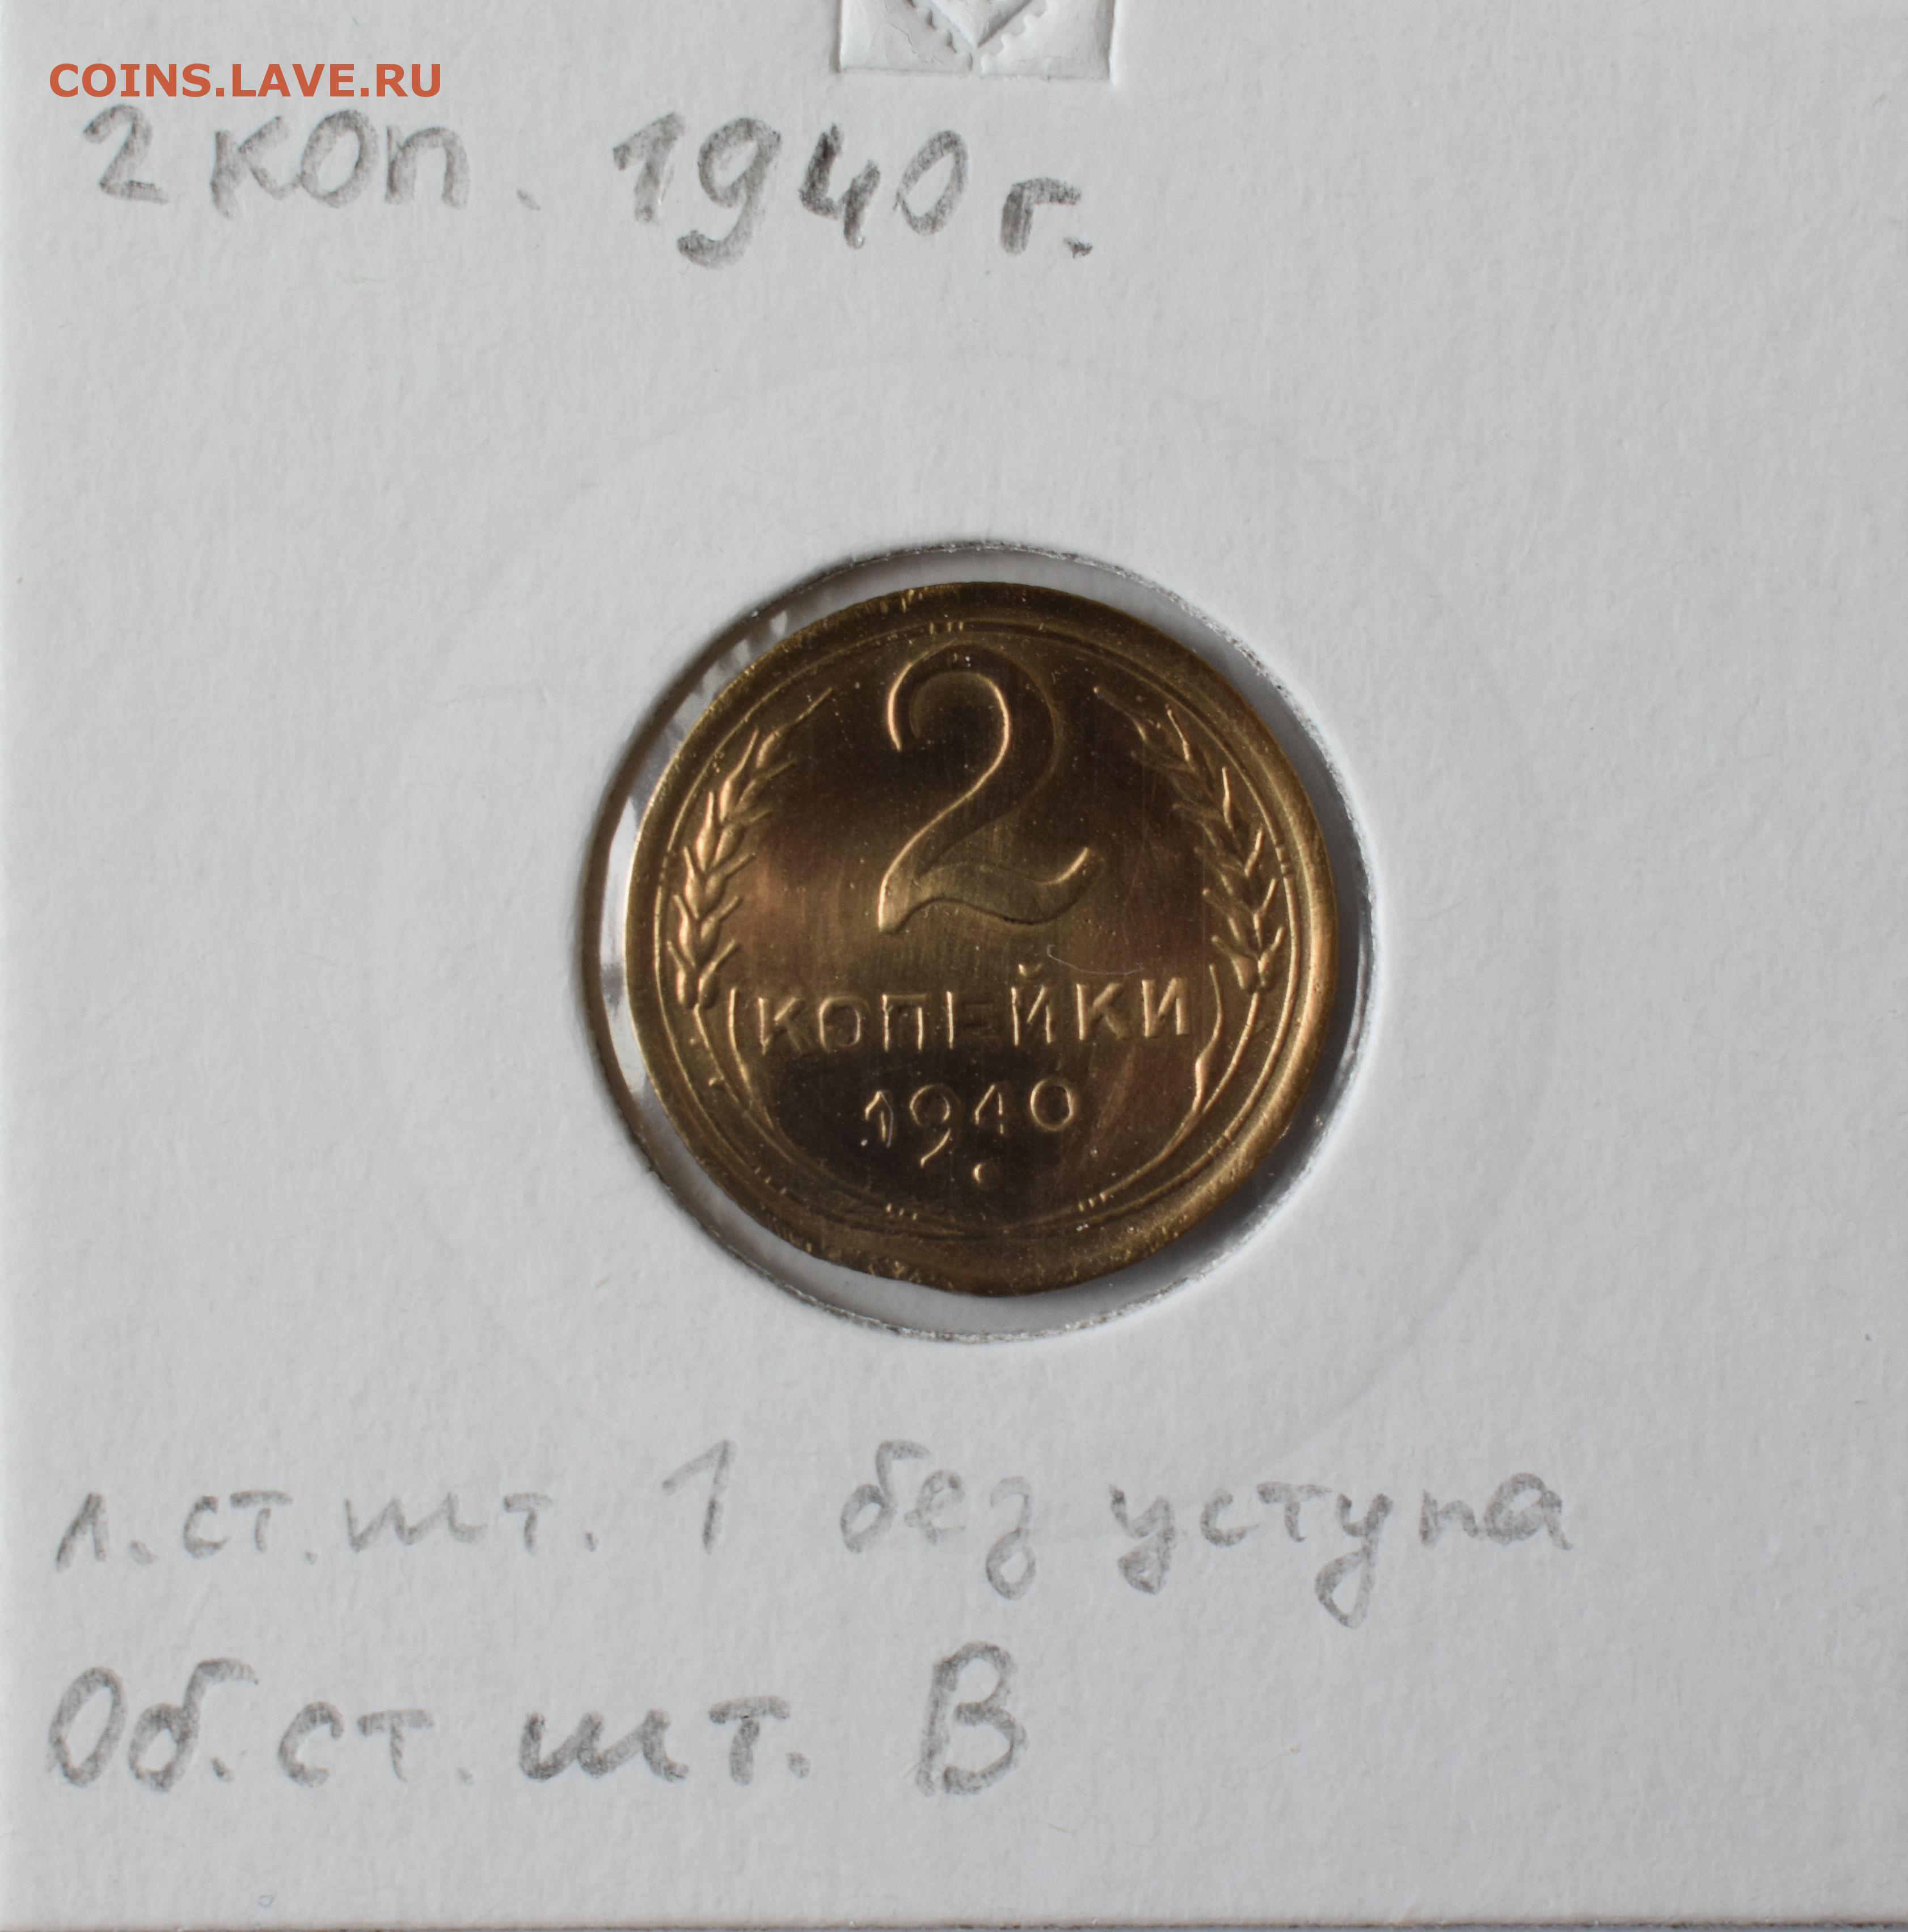 COINS.LAVE.RU
2 коп. 1940 г.
2
КОПЕЙКИ
1940
л.ст.шт. 1 без уступа
Об.ст.шт. В